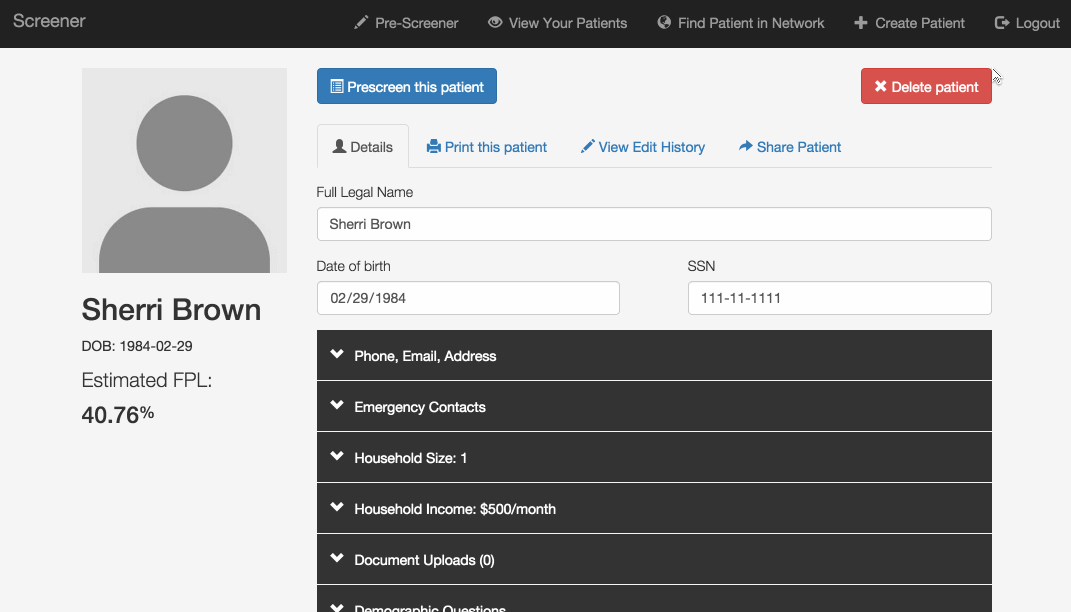 Screener Pre-Screener View Your Patients Find Patient in Network Create Patient Logout
Prescreen this patient Delete patient
Details Print this patient View Edit History Share Patient
Full Legal Name
Sherri Brown
Date of birth SSN
02/29/1984 111-11-1111
Sherri Brown
DOB: 1984-02-29
Estimated FPL:
40.76%
Phone, Email, Address
Emergency Contacts
Household Size: 1
Household Income: $500/month
Document Uploads (0)
Demographic Questions